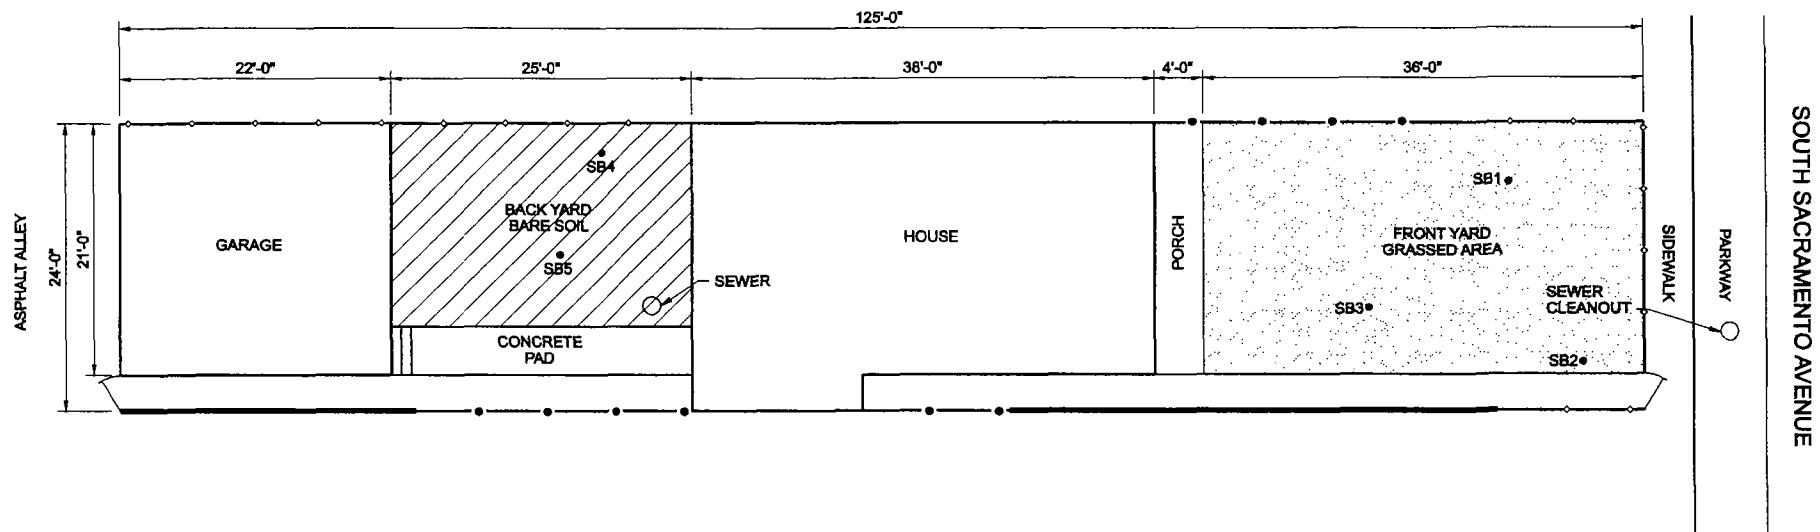 125'-0"
22'-0"
25'-0"
38'-0"
4'-0"
36'-0"
ASPHALT ALLEY
24'-0"
21'-0"
GARAGE
SB4
BACK YARD
BARE SOIL
SB5
SEWER
CONCRETE
PAD
HOUSE
PORCH
SB1
FRONT YARD
GRASSED AREA
SB3
SEWER
CLEANOUT
SB2
SIDEWALK
PARKWAY
SOUTH SACRAMENTO AVENUE